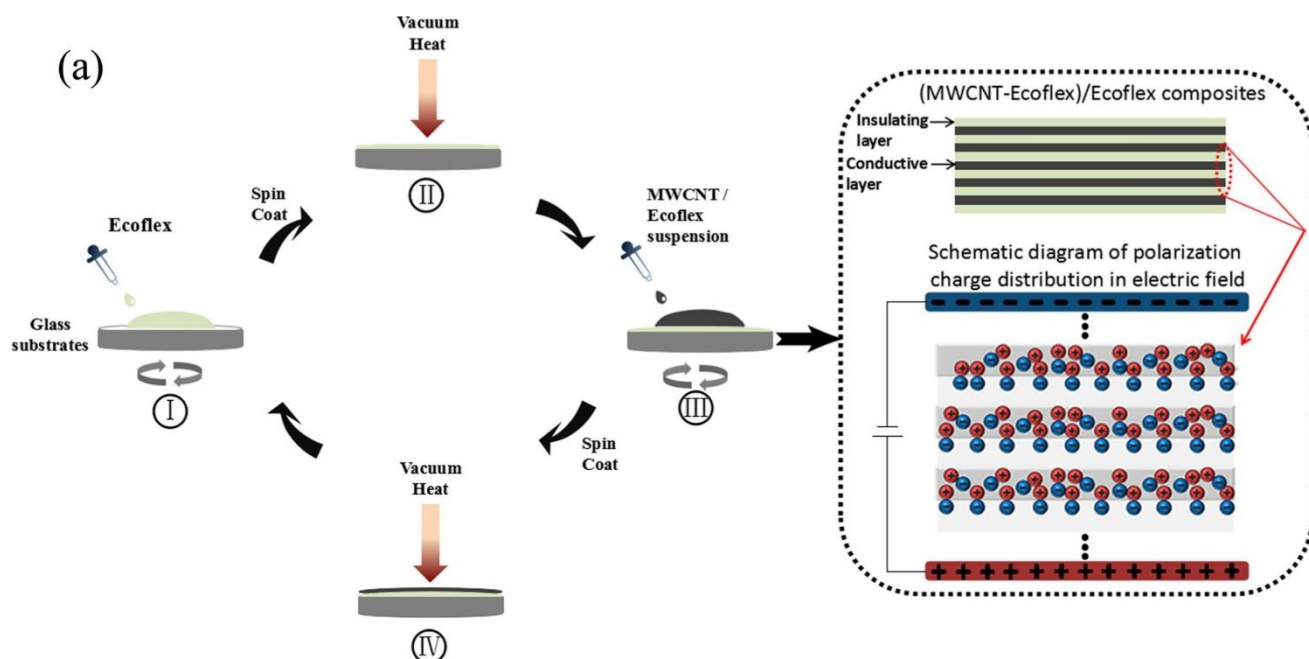 (a)
Vacuum
Heat
Ⅱ
Spin
Coat
Ecoflex
Glass
substrates
Ⅰ
MWCNT /
Ecoflex
suspension
Ⅲ
Spin
Coat
Vacuum
Heat
Ⅳ
(MWCNT-Ecoflex)/Ecoflex composites
Insulating
layer
Conductive
layer
Schematic diagram of polarization
charge distribution in electric field